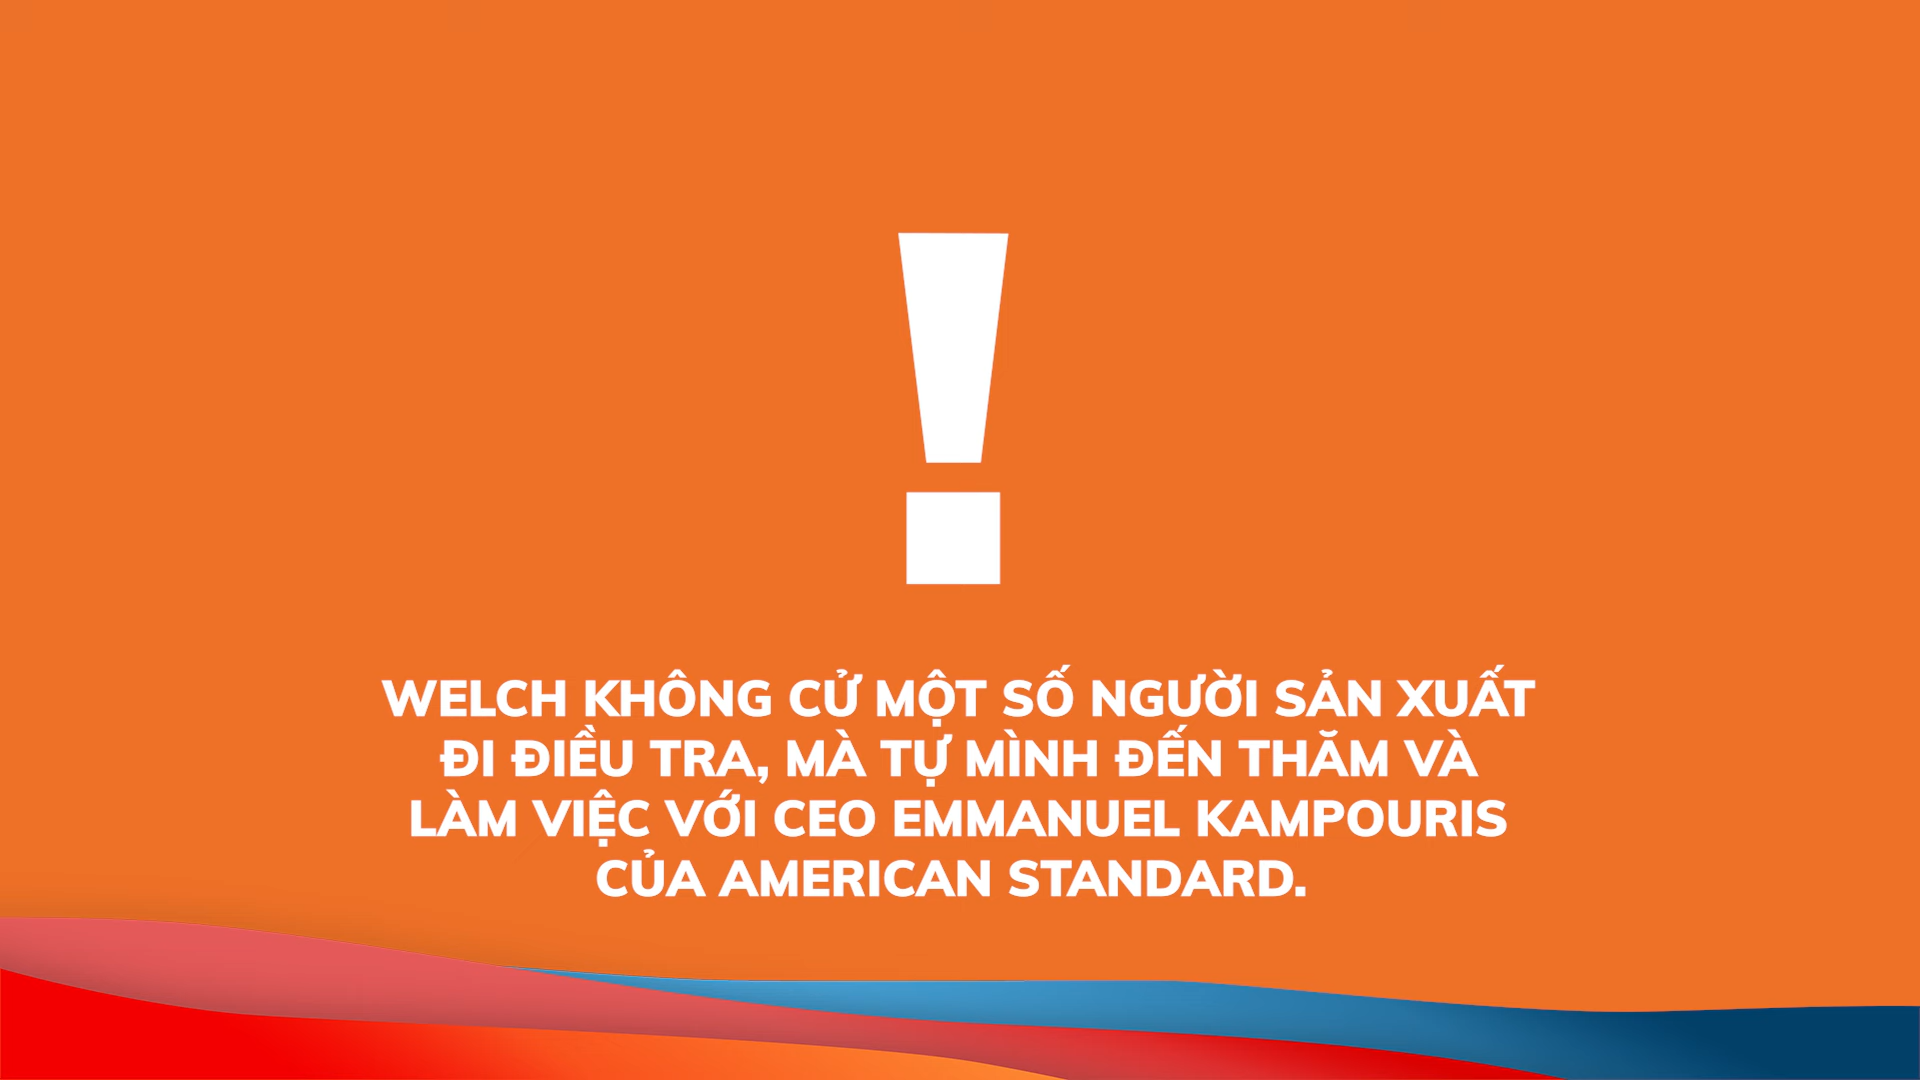 WELCH KHÔNG CỬ MỘT SỐ NGƯỜI SẢN XUẤT
ĐI ĐIỀU TRA, MÀ TỰ MÌNH ĐẾN THĂM VÀ
LÀM VIỆC VỚI CEO EMMANUEL KAMPOURIS
CỦA AMERICAN STANDARD.